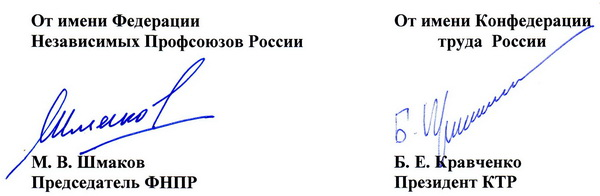 От имени Федерации
Независимых Профсоюзов России
М. В. Шмаков
Председатель ФНПР
От имени Конфедерации
труда России
Б. Е. Кравченко
Президент КТР